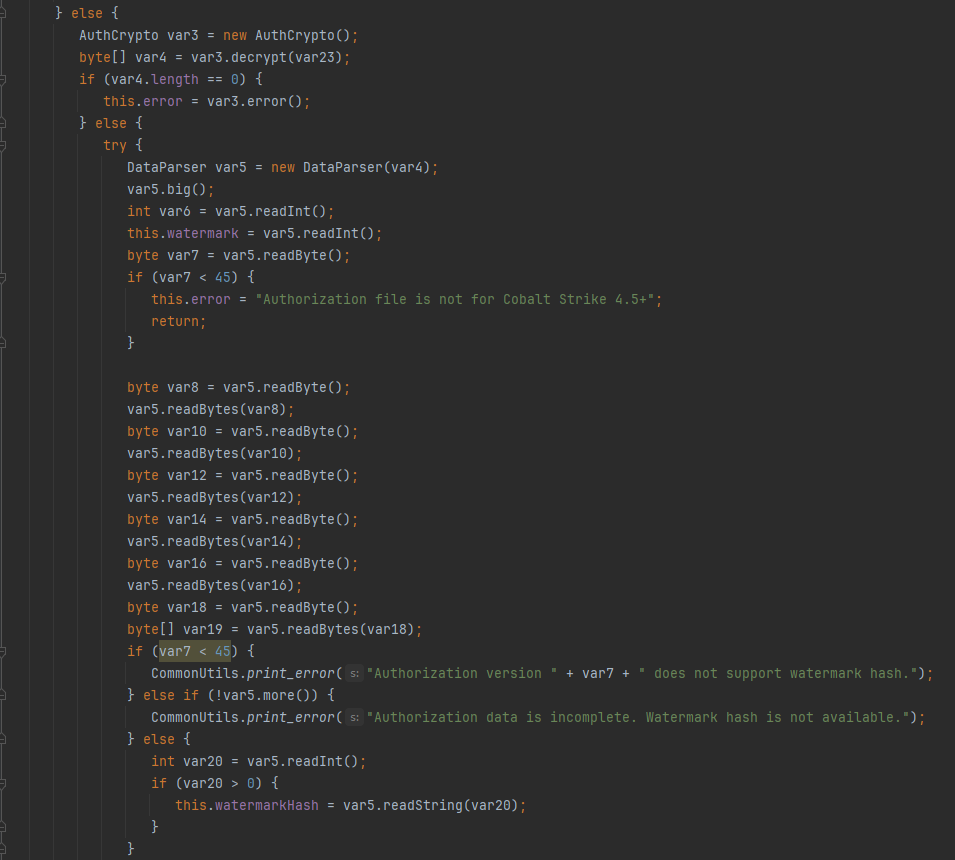 } else {
AuthCrypto var3 = new AuthCrypto();
byte[] var4 = var3.decrypt(var23);
if (var4.length == 0) {
this.error = var3.error();
} else {
try {
DataParser var5 = new DataParser(var4);
var5.big();
int var6 = var5.readInt();
this.watermark = var5.readInt();
byte var7 = var5.readByte();
if (var7 < 45) {
this.error = "Authorization file is not for Cobalt Strike 4.5+";
return;
}
byte var8 = var5.readByte();
var5.readBytes(var8);
byte var10 = var5.readByte();
var5.readBytes(var10);
byte var12 = var5.readByte();
var5.readBytes(var12);
byte var14 = var5.readByte();
var5.readBytes(var14);
byte var16 = var5.readByte();
var5.readBytes(var16);
byte var18 = var5.readByte();
byte[] var19 = var5.readBytes(var18);
if (var7 < 45) {
CommonUtils.print_error( s: "Authorization version " + var7 + " does not support watermark hash.");
} else if (!var5.more()) {
CommonUtils.print_error( s: "Authorization data is incomplete. Watermark hash is not available.");
} else {
int var20 = var5.readInt();
if (var20 > 0) {
this.watermarkHash = var5.readString(var20);
}
}